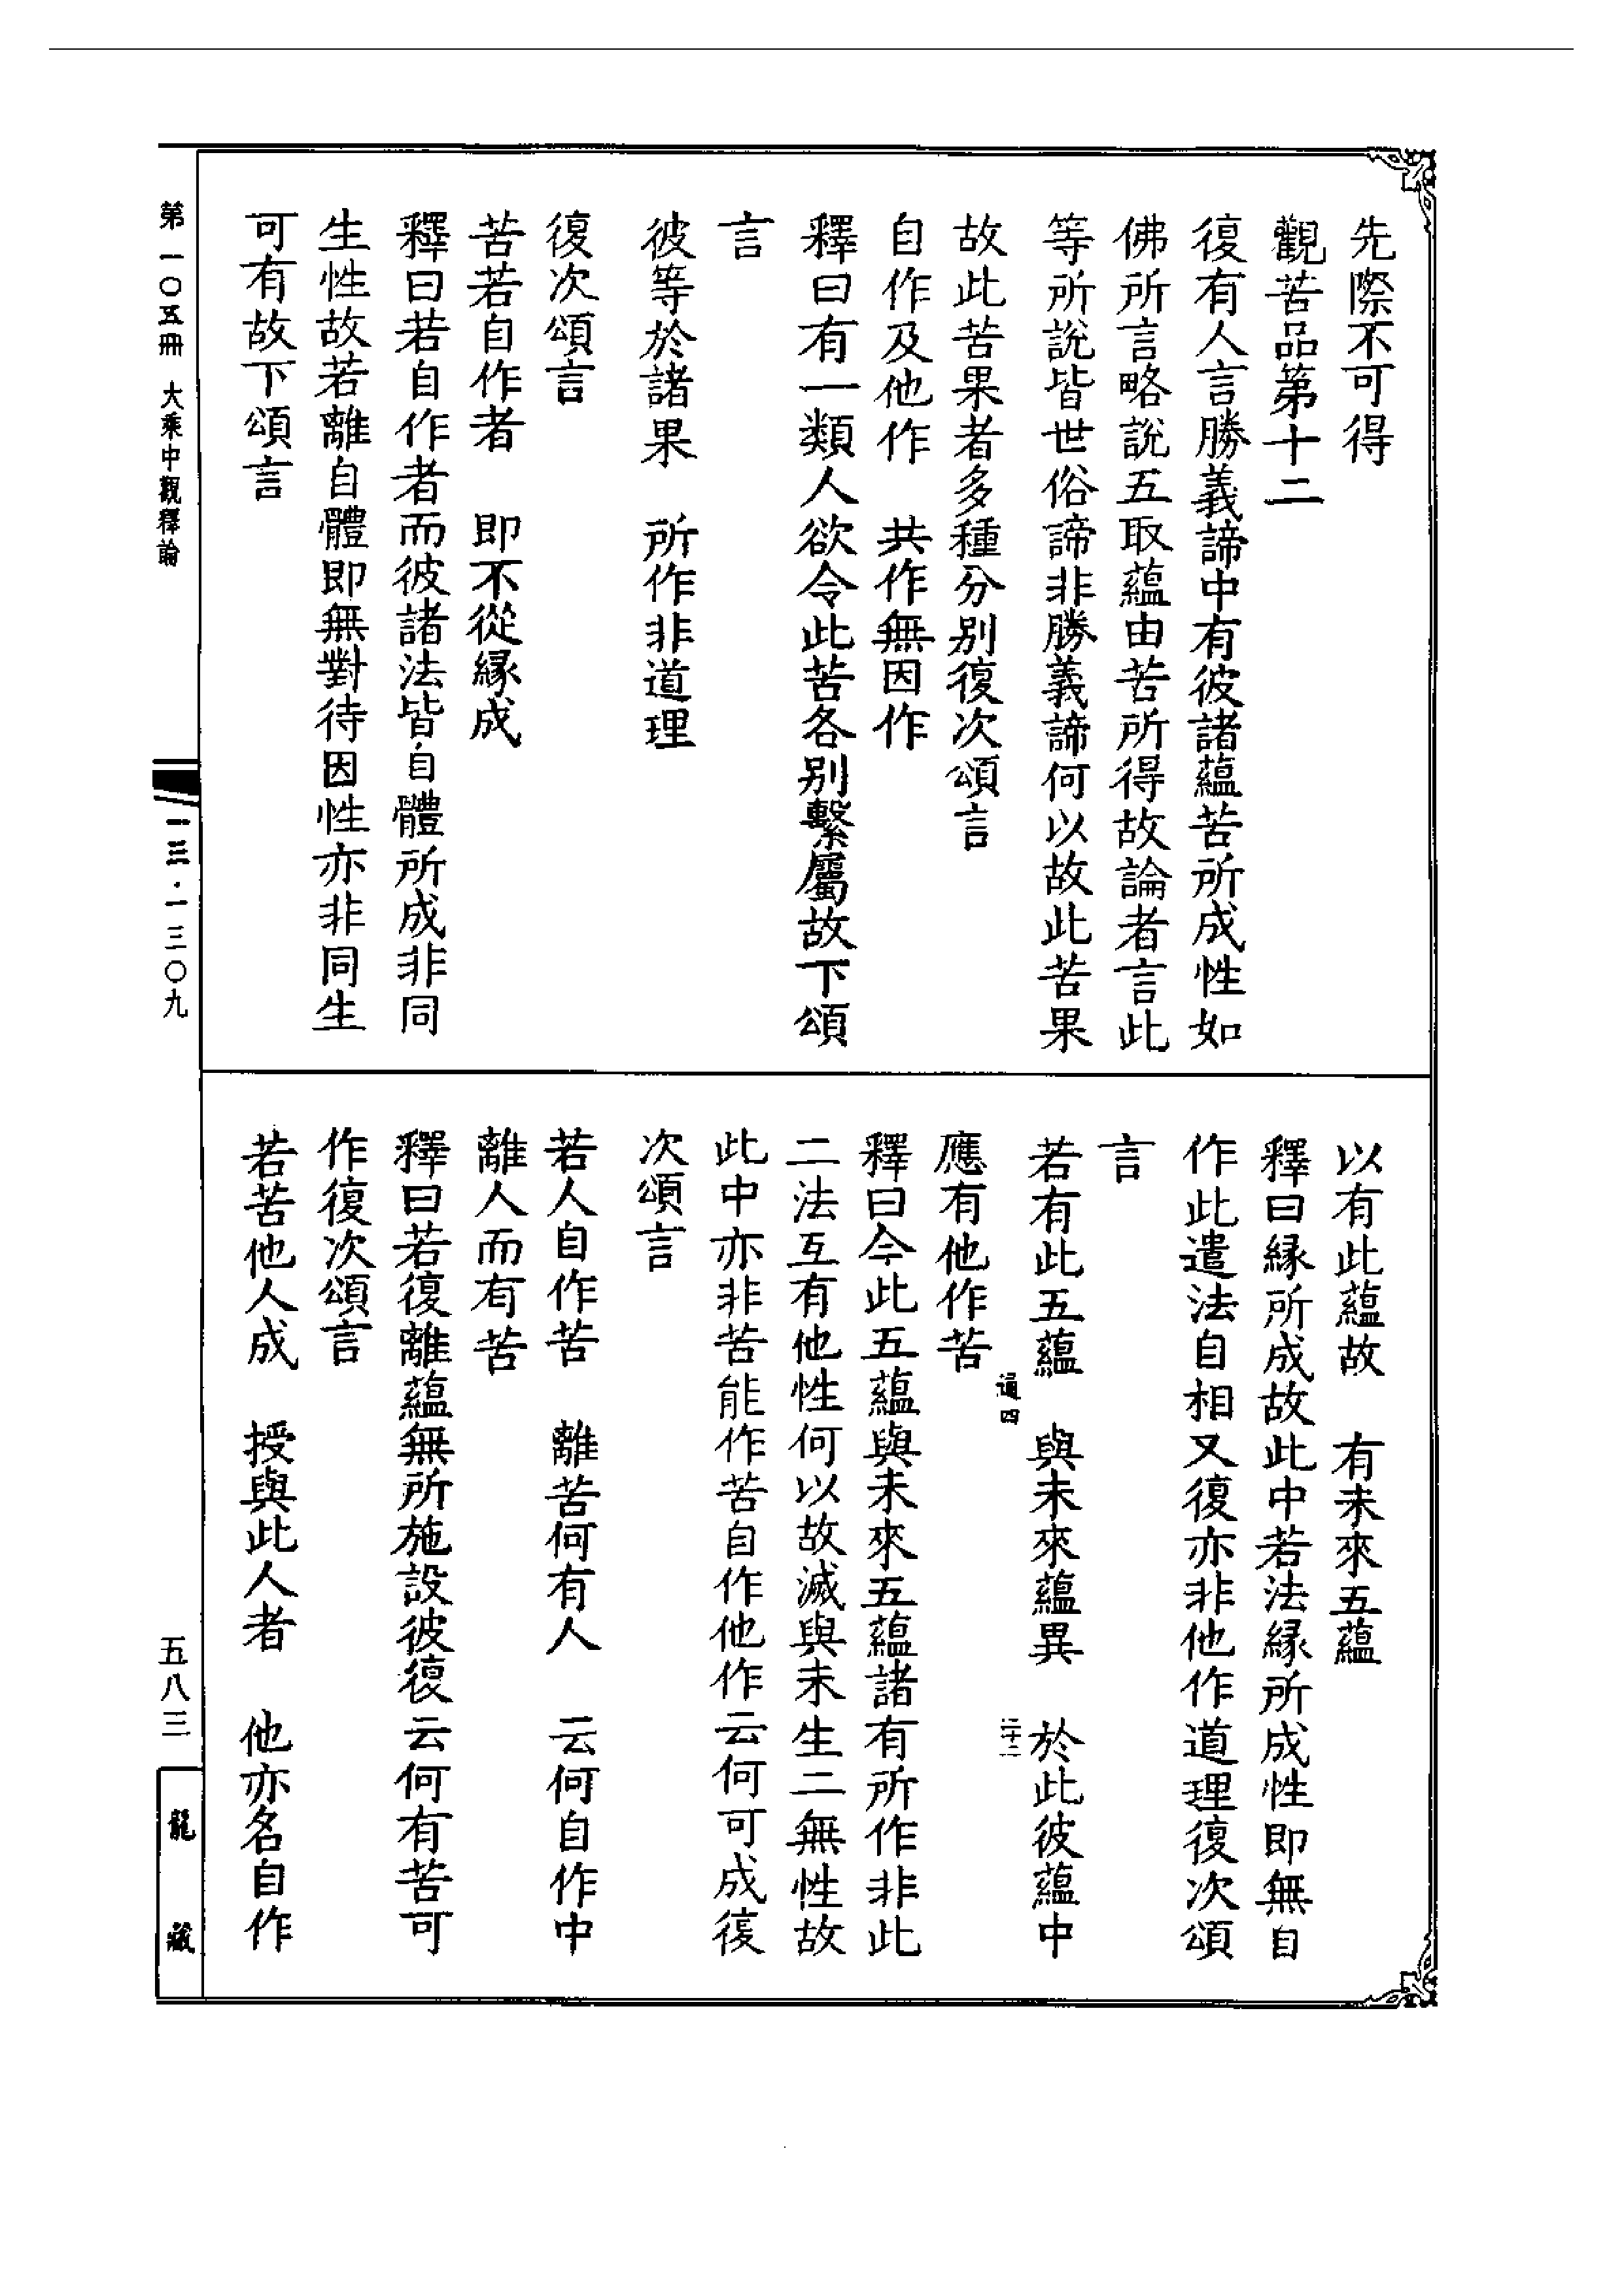 先際不可得
觀苦品第十二
復有人言勝義諦中有彼諸蘊苦所成性如
佛所言略說五取蘊由苦所得故論者言此
等所說皆世俗諦非勝義諦何以故此苦果
故此苦果者多種分別復次頌言
自作及他作　共作無因作
釋曰有一類人欲令此苦各別繫屬故下頌
言
彼等於諸果　所作非道理
復次頌言
苦若自作者　即不從緣成
釋曰若自作者而彼諸法皆自體所成非同
生性故若離自體即無對待因性亦非同生
可有故下頌言
以有此蘊故　有未來五蘊
釋曰緣所成故此中若法緣所成性即無自
作此遣法自相又復亦非他作道理復次頌
言
若有此五蘊　與未來蘊異　於此彼蘊中
通四
二十二
應有他作苦
釋曰今此五蘊與未來五蘊諸有所作非此
二法互有他性何以故滅與未生二無性故
此中亦非苦能作苦自作他作云何可成復
次頌言
若人自作苦　離苦何有人　云何自作中
離人而有苦
釋曰若復離蘊無所施設彼復云何有苦可
作復次頌言
若苦他人成　授與此人者　他亦名自作
第一〇五冊　大乘中觀釋論
一三·一三〇九
五八三
龍藏